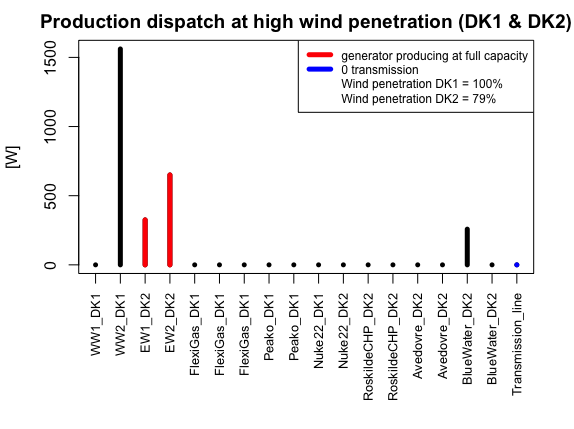 Production dispatch at high wind penetration (DK1 & DK2)
generator producing at full capacity
0 transmission
Wind penetration DK1 = 100%
Wind penetration DK2 = 79%
[W]
1500
1000
500
0
WW1_DK1
WW2_DK1
EW1_DK2
EW2_DK2
FlexiGas_DK1
FlexiGas_DK1
FlexiGas_DK1
Peako_DK1
Peako_DK1
Nuke22_DK1
Nuke22_DK2
RoskildeCHP_DK2
RoskildeCHP_DK2
Avedovre_DK2
Avedovre_DK2
BlueWater_DK2
BlueWater_DK2
Transmission_line